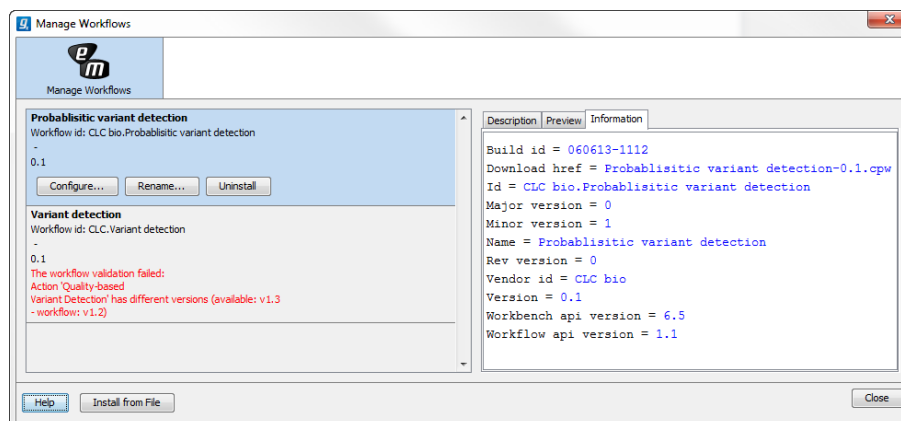 Manage Workflows
Manage Workflows
Probablisitic variant detection
Workflow id: CLC bio.Probablisitic variant detection
-
0.1
Configure... Rename... Uninstall
Variant detection
Workflow id: CLC.Variant detection
-
0.1
The workflow validation failed:
Action 'Quality-based
Variant Detection' has different versions (available: v1.3
- workflow: v1.2)
Description Preview Information
Build id = 060613-1112
Download href = Probablisitic variant detection-0.1.cpw
Id = CLC bio.Probablisitic variant detection
Major version = 0
Minor version = 1
Name = Probablisitic variant detection
Rev version = 0
Vendor id = CLC bio
Version = 0.1
Workbench api version = 6.5
Workflow api version = 1.1
Help Install from File Close